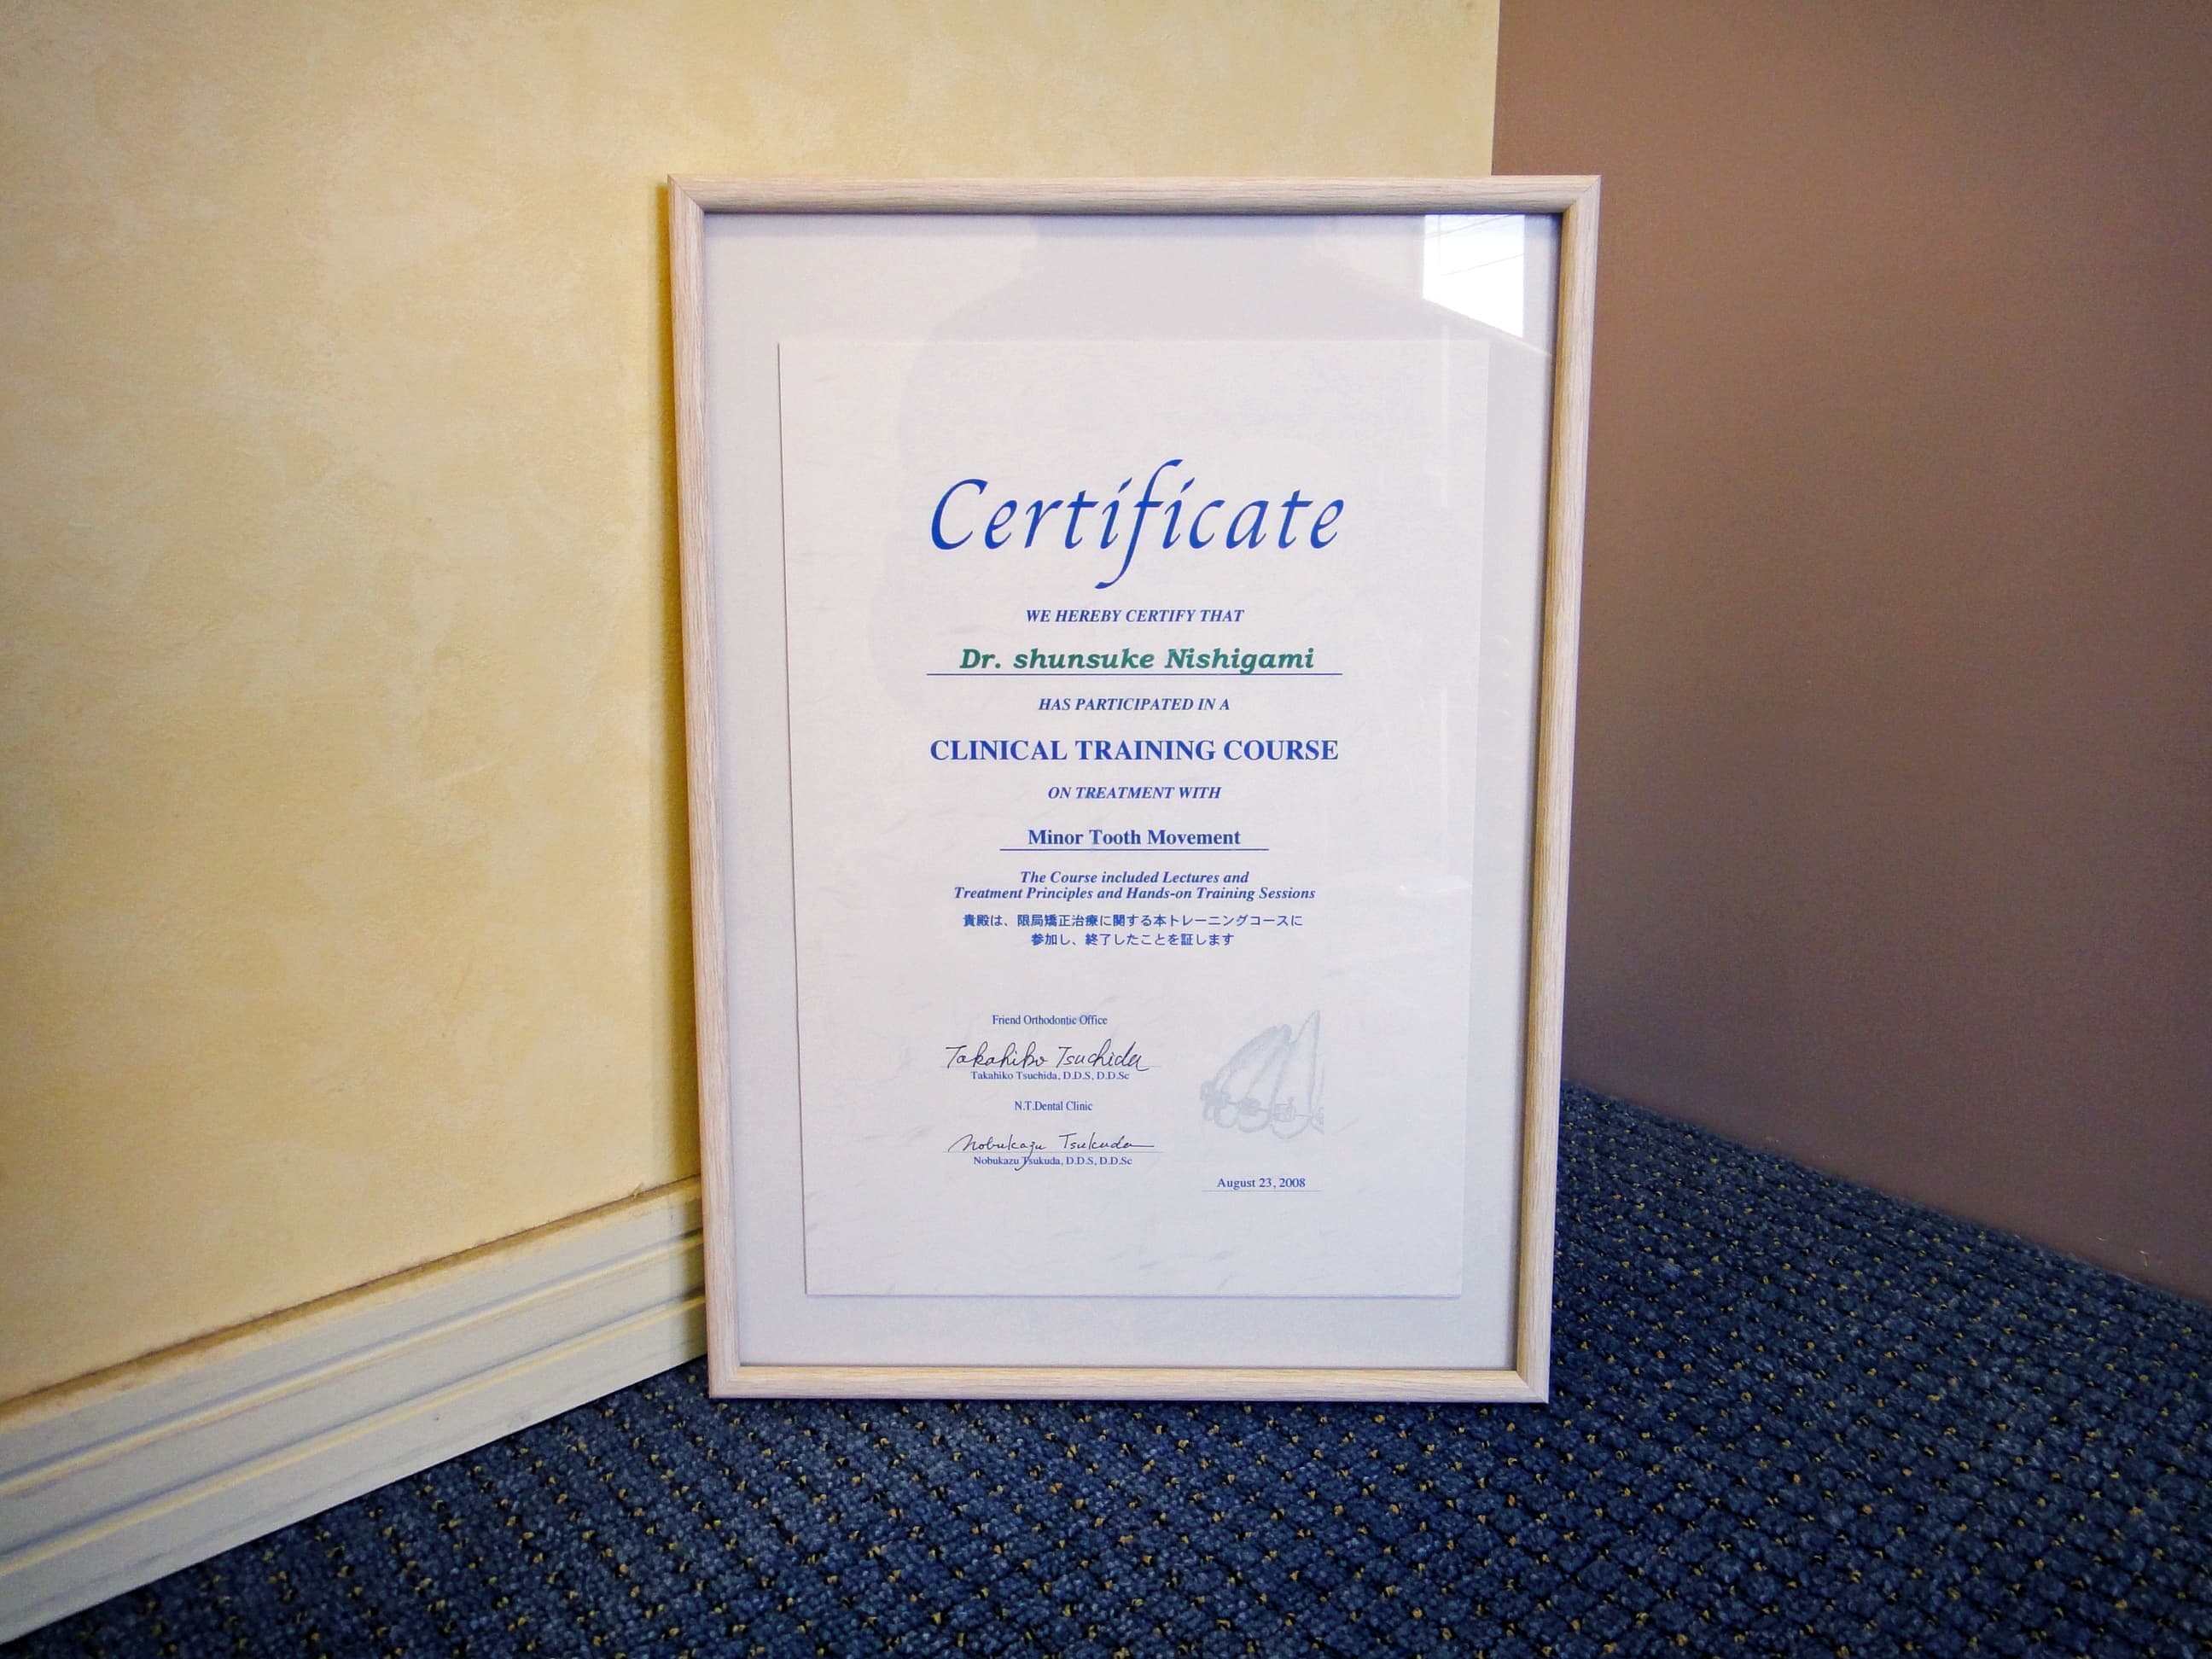 Certificate
WE HEREBY CERTIFY THAT
Dr. shunsuke Nishigami
HAS PARTICIPATED IN A
CLINICAL TRAINING COURSE
ON TREATMENT WITH
Minor Tooth Movement
The Course included Lectures and
Treatment Principles and Hands-on Training Sessions
貴殿は、限局矯正治療に関する本トレーニングコースに
参加し、終了したことを証します
Friend Orthodontic Office
Takahiko Tsuchida
Takahiko Tsuchida, D.D.S, D.D.Sc
N.T.Dental Clinic
Nobukazu Tsukuda
Nobukazu Tsukuda, D.D.S, D.D.Sc
August 23, 2008